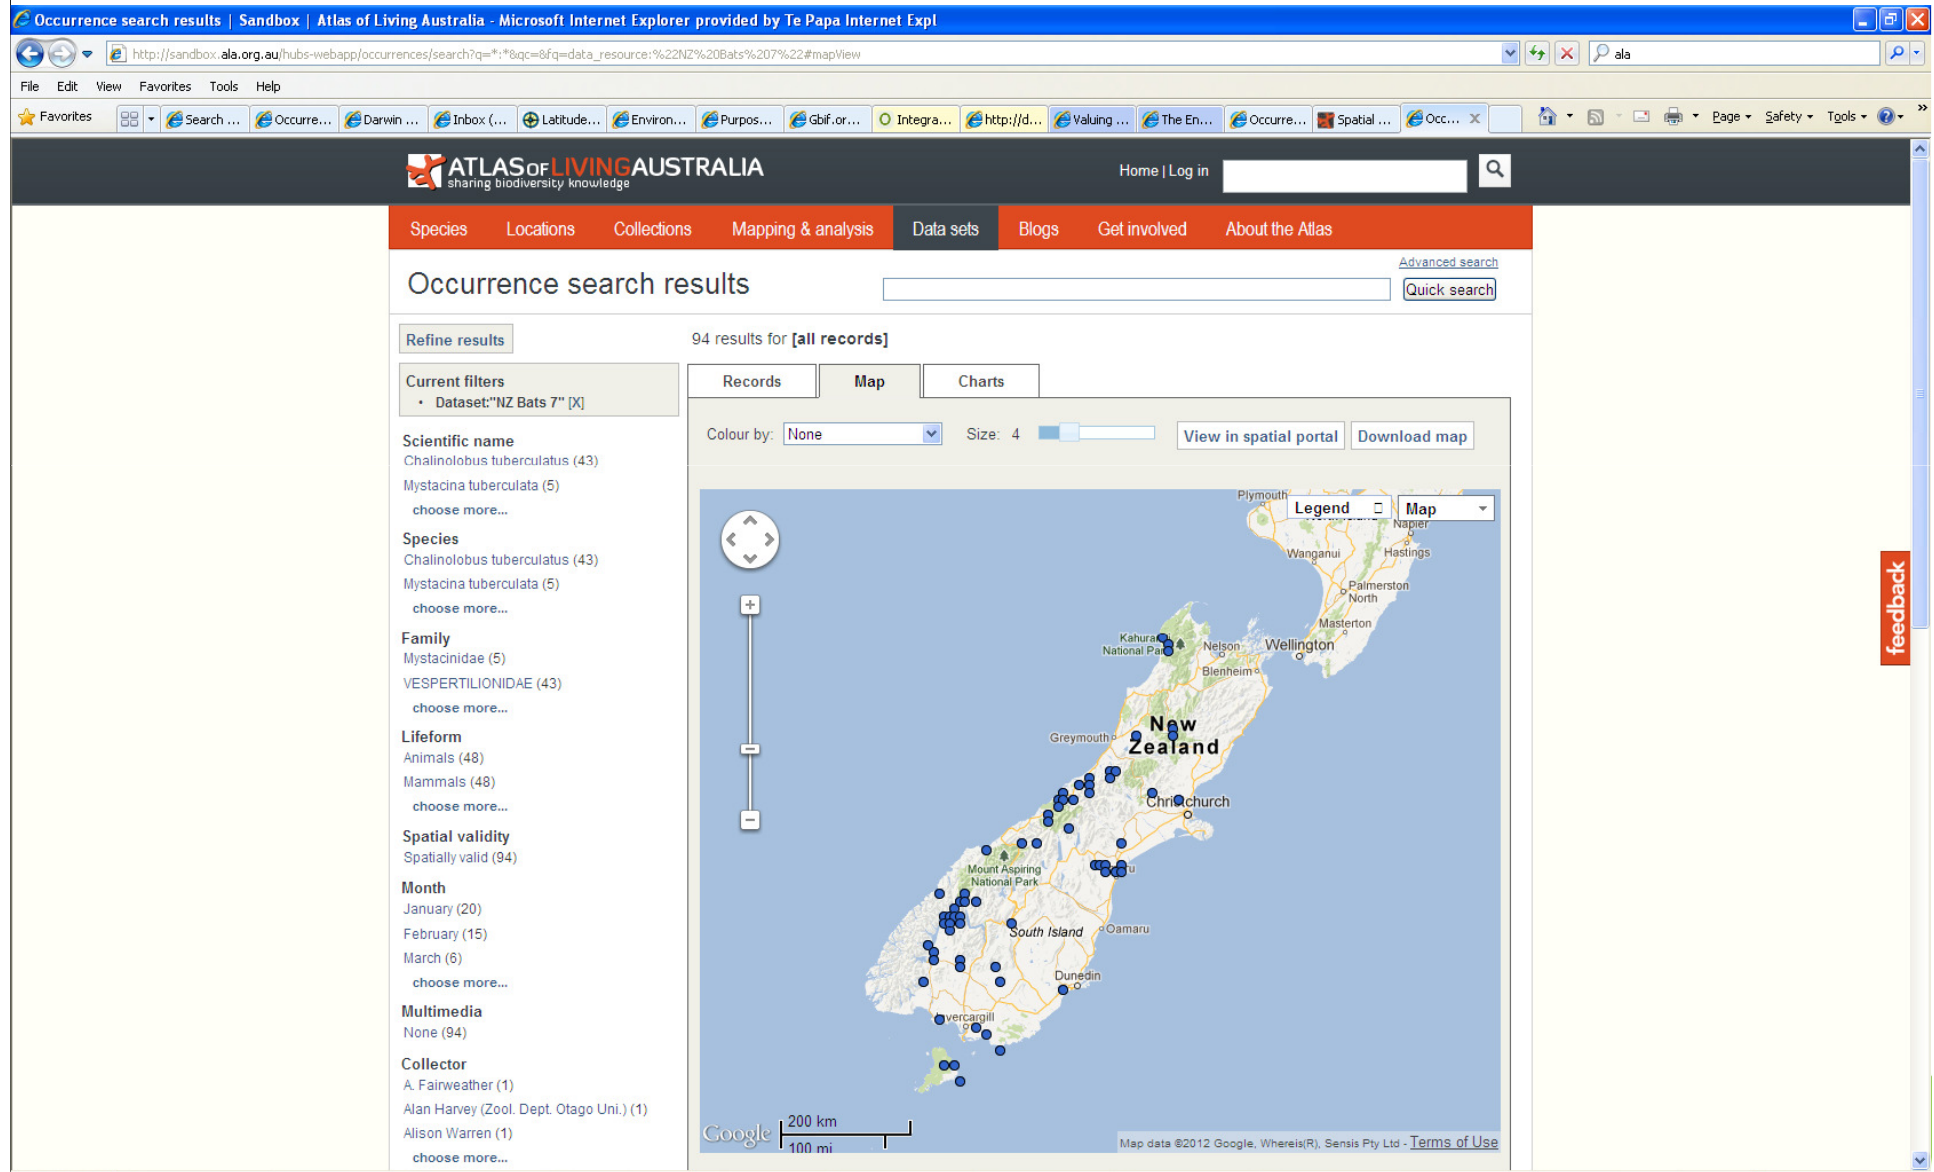 Occurrence search results | Sandbox | Atlas of Living Australia - Microsoft Internet Explorer provided by Te Papa Internet Expl
http://sandbox.ala.org.au/hubs-webapp/occurrences/search?q=*:*&qc=&fq=data_resource:%22NZ%20Bats%207%22#mapView
ala
File Edit View Favorites Tools Help
Favorites Search ... Occurre... Darwin ... Inbox (... Latitude... Environ... Purpos... Gbif.or... Integra... http://d... Valuing ... The En... Occurre... Spatial ... Occ... X Page Safety Tools »
ATLAS OF LIVING AUSTRALIA
sharing biodiversity knowledge
Home | Log in
Species Locations Collections Mapping & analysis Data sets Blogs Get involved About the Atlas
Advanced search
Occurrence search results
Quick search
Refine results
94 results for [all records]
Current filters
• Dataset:"NZ Bats 7" [X]
Records Map Charts
Colour by: None Size: 4 View in spatial portal Download map
Scientific name
Chalinolobus tuberculatus (43)
Mystacina tuberculata (5)
choose more...
Species
Chalinolobus tuberculatus (43)
Mystacina tuberculata (5)
choose more...
Family
Mystacinidae (5)
VESPERTILIONIDAE (43)
choose more...
Lifeform
Animals (48)
Mammals (48)
choose more...
Spatial validity
Spatially valid (94)
Month
January (20)
February (15)
March (6)
choose more...
Multimedia
None (94)
Collector
A. Fairweather (1)
Alan Harvey (Zool. Dept. Otago Uni.) (1)
Alison Warren (1)
choose more...
Plymouth
Legend
Map
Napier
Wanganui
Hastings
Palmerston
North
Masterton
National Par
Nelson
Wellington
Blenheim
New
Zealand
Greymouth
Christchurch
Mount Aspiring
National Park
South Island
Oamaru
Dunedin
Invercargill
Google
200 km
100 mi
Map data ©2012 Google, Whereis(R), Sensis Pty Ltd - Terms of Use
feedback